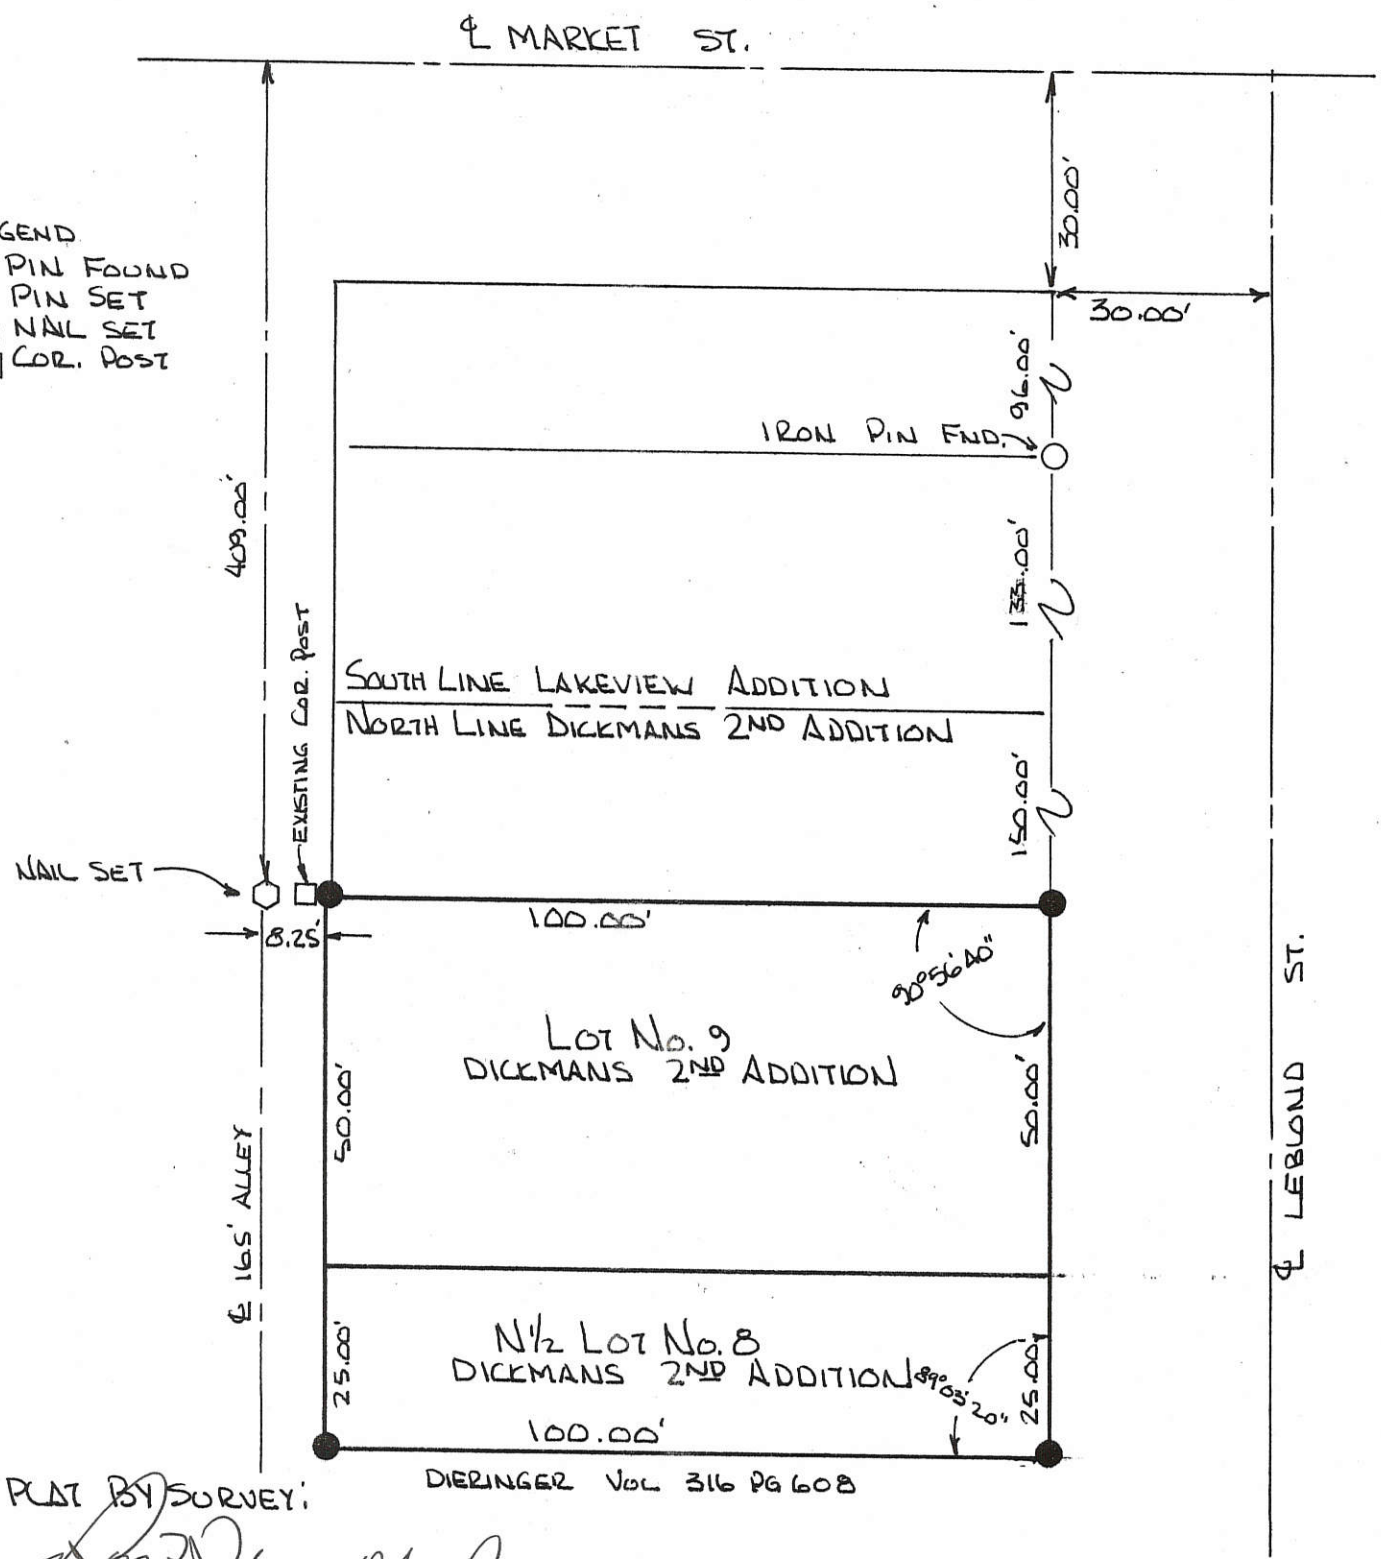 ℄ MARKET ST.
30.00'
30.00'
GEND
PIN FOUND
PIN SET
NAIL SET
COR. POST
96.00'
IRON PIN FND.
409.00'
133.00'
EXISTING COR. POST
SOUTH LINE LAKEVIEW ADDITION
NORTH LINE DICKMANS 2ND ADDITION
150.00'
NAIL SET
100.00'
8.25'
90°56'40"
LOT NO. 9
DICKMANS 2ND ADDITION
50.00'
50.00'
℄ LEBLOND ST.
℄ 16.5' ALLEY
N1/2 LOT NO. 8
DICKMANS 2ND ADDITION
89°03'20"
25.00'
25.00'
100.00'
DIERINGER VOL 316 PG 608
PLAT BY SURVEY: